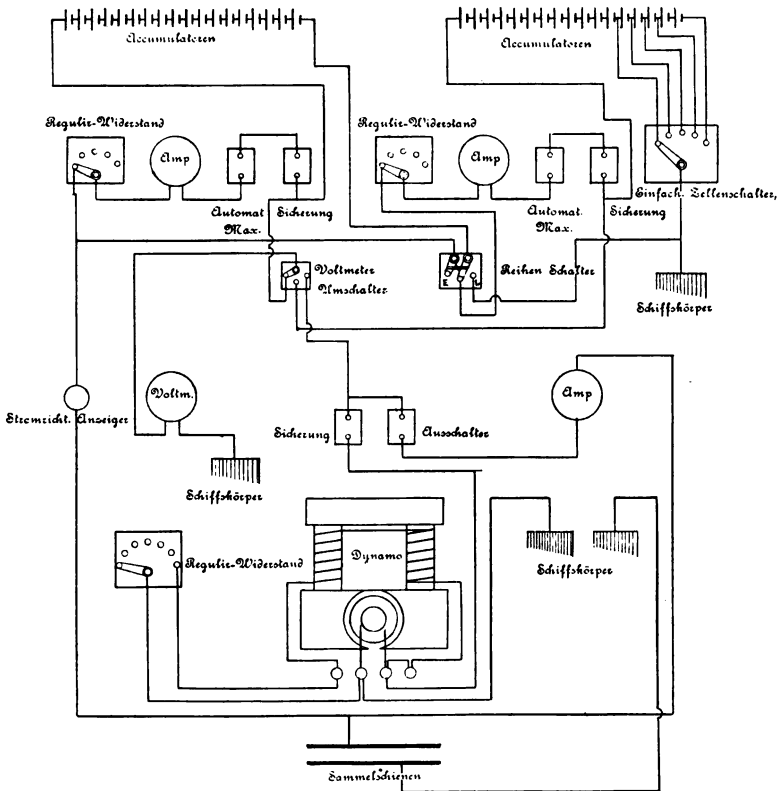 Accumulatoren
Accumulatoren
Regulir-Widerstand
Regulir-Widerstand
Amp
Amp
Einfach. Zellenschalter,
Automat. Sicherung
Max.
Automat. Sicherung
Max.
Voltmeter
Umschalter
Reihen Schalter
E
L
Schiffskörper
Voltm.
Amp
Stromricht. Anzeiger
Sicherung
Ausschalter
Schiffskörper
Dynamo
Regulir-Widerstand
Schiffskörper
Sammelschienen